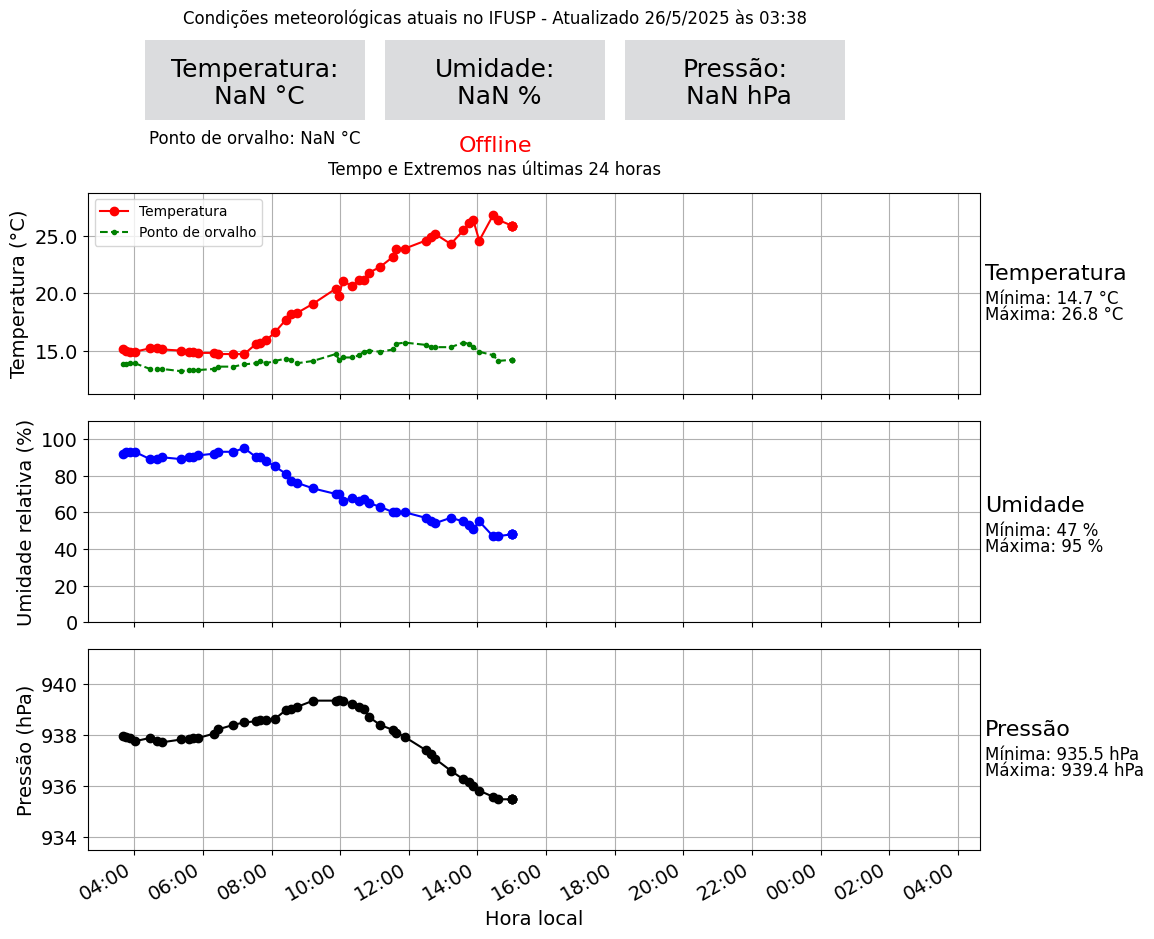 Condições meteorológicas atuais no IFUSP - Atualizado 26/5/2025 às 03:38
Temperatura:
NaN °C
Umidade:
NaN %
Pressão:
NaN hPa
Ponto de orvalho: NaN °C
Offline
Tempo e Extremos nas últimas 24 horas
Temperatura (°C)
25.0
20.0
15.0
Temperatura
Ponto de orvalho
Temperatura
Mínima: 14.7 °C
Máxima: 26.8 °C
Umidade relativa (%)
100
80
60
40
20
0
Umidade
Mínima: 47 %
Máxima: 95 %
Pressão (hPa)
940
938
936
934
Pressão
Mínima: 935.5 hPa
Máxima: 939.4 hPa
04:00 06:00 08:00 10:00 12:00 14:00 16:00 18:00 20:00 22:00 00:00 02:00 04:00
Hora local